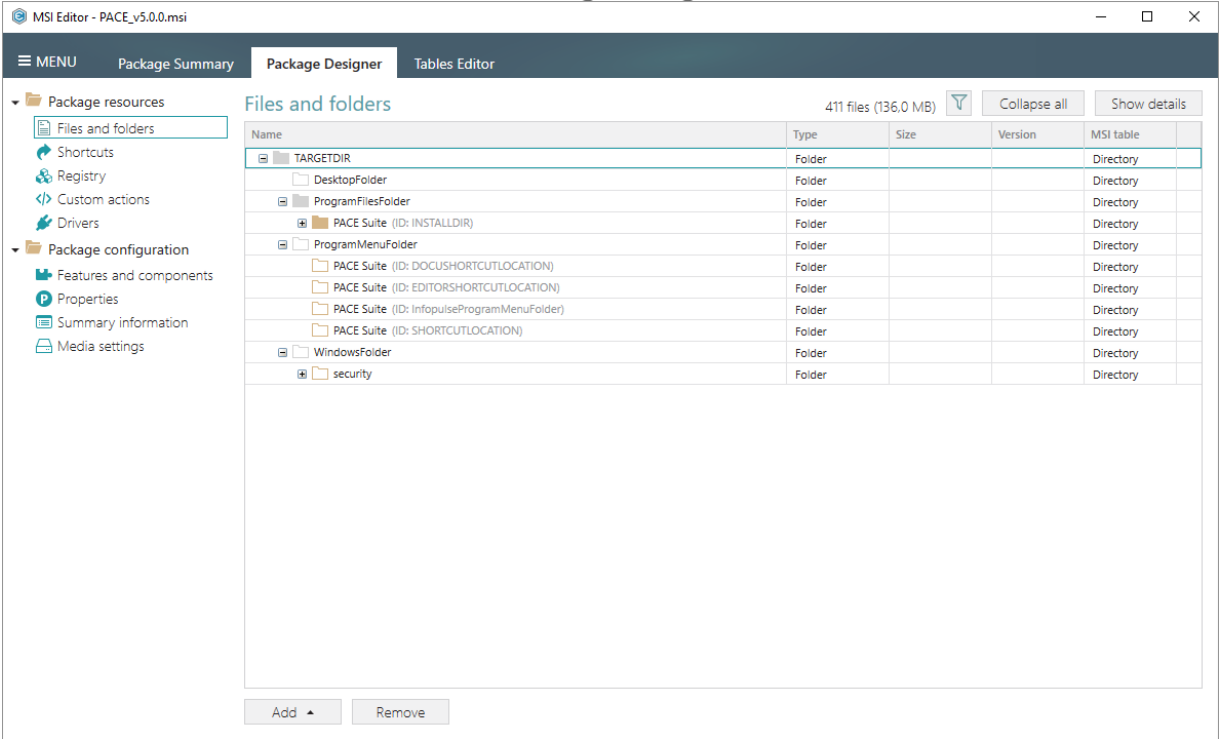 MSI Editor - PACE_v5.0.0.msi
MENU Package Summary Package Designer Tables Editor
Package resources
Files and folders
Shortcuts
Registry
Custom actions
Drivers
Package configuration
Features and components
Properties
Summary information
Media settings
Files and folders 411 files (136,0 MB) Collapse all Show details
Name Type Size Version MSI table
TARGETDIR Folder Directory
DesktopFolder Folder Directory
ProgramFilesFolder Folder Directory
PACE Suite (ID: INSTALLDIR) Folder Directory
ProgramMenuFolder Folder Directory
PACE Suite (ID: DOCUSHORTCUTLOCATION) Folder Directory
PACE Suite (ID: EDITORSHORTCUTLOCATION) Folder Directory
PACE Suite (ID: InfopulseProgramMenuFolder) Folder Directory
PACE Suite (ID: SHORTCUTLOCATION) Folder Directory
WindowsFolder Folder Directory
security Folder Directory
Add Remove